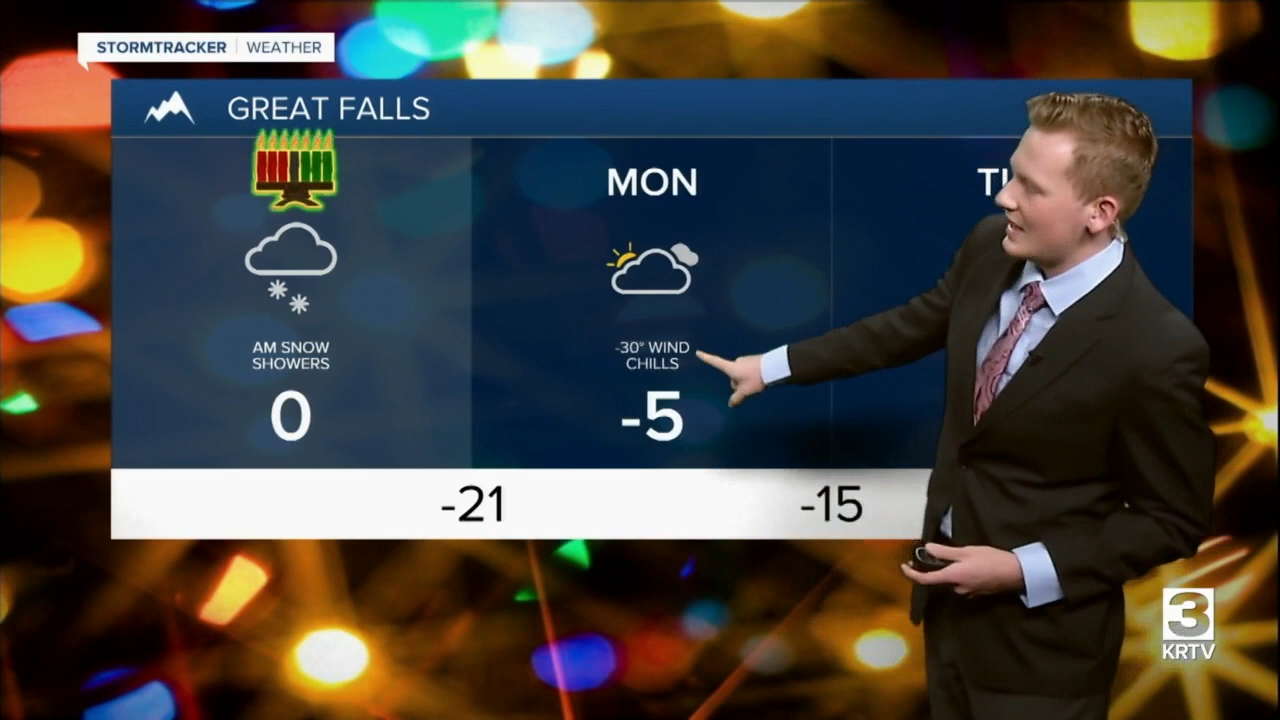 STORMTRACKER WEATHER
GREAT FALLS
MON
AM SNOW
SHOWERS
0
-30° WIND
CHILLS
-5
-21
-15
3
KRTV